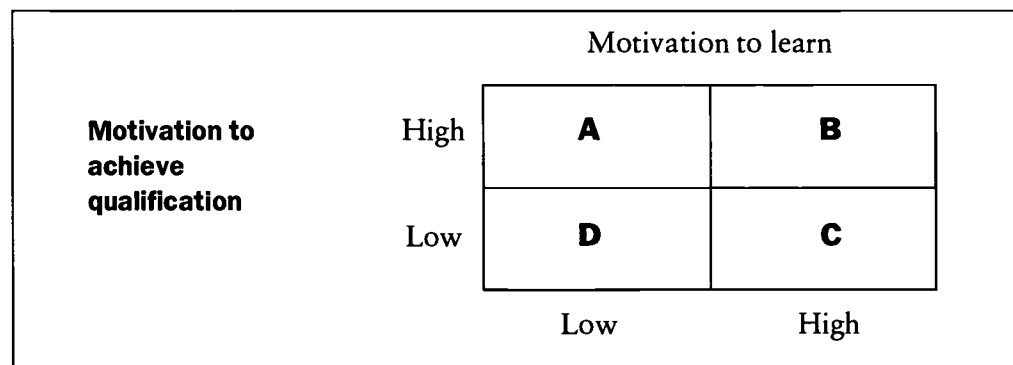 Motivation to learn
Motivation to
achieve
qualification
High A B
Low D C
Low High